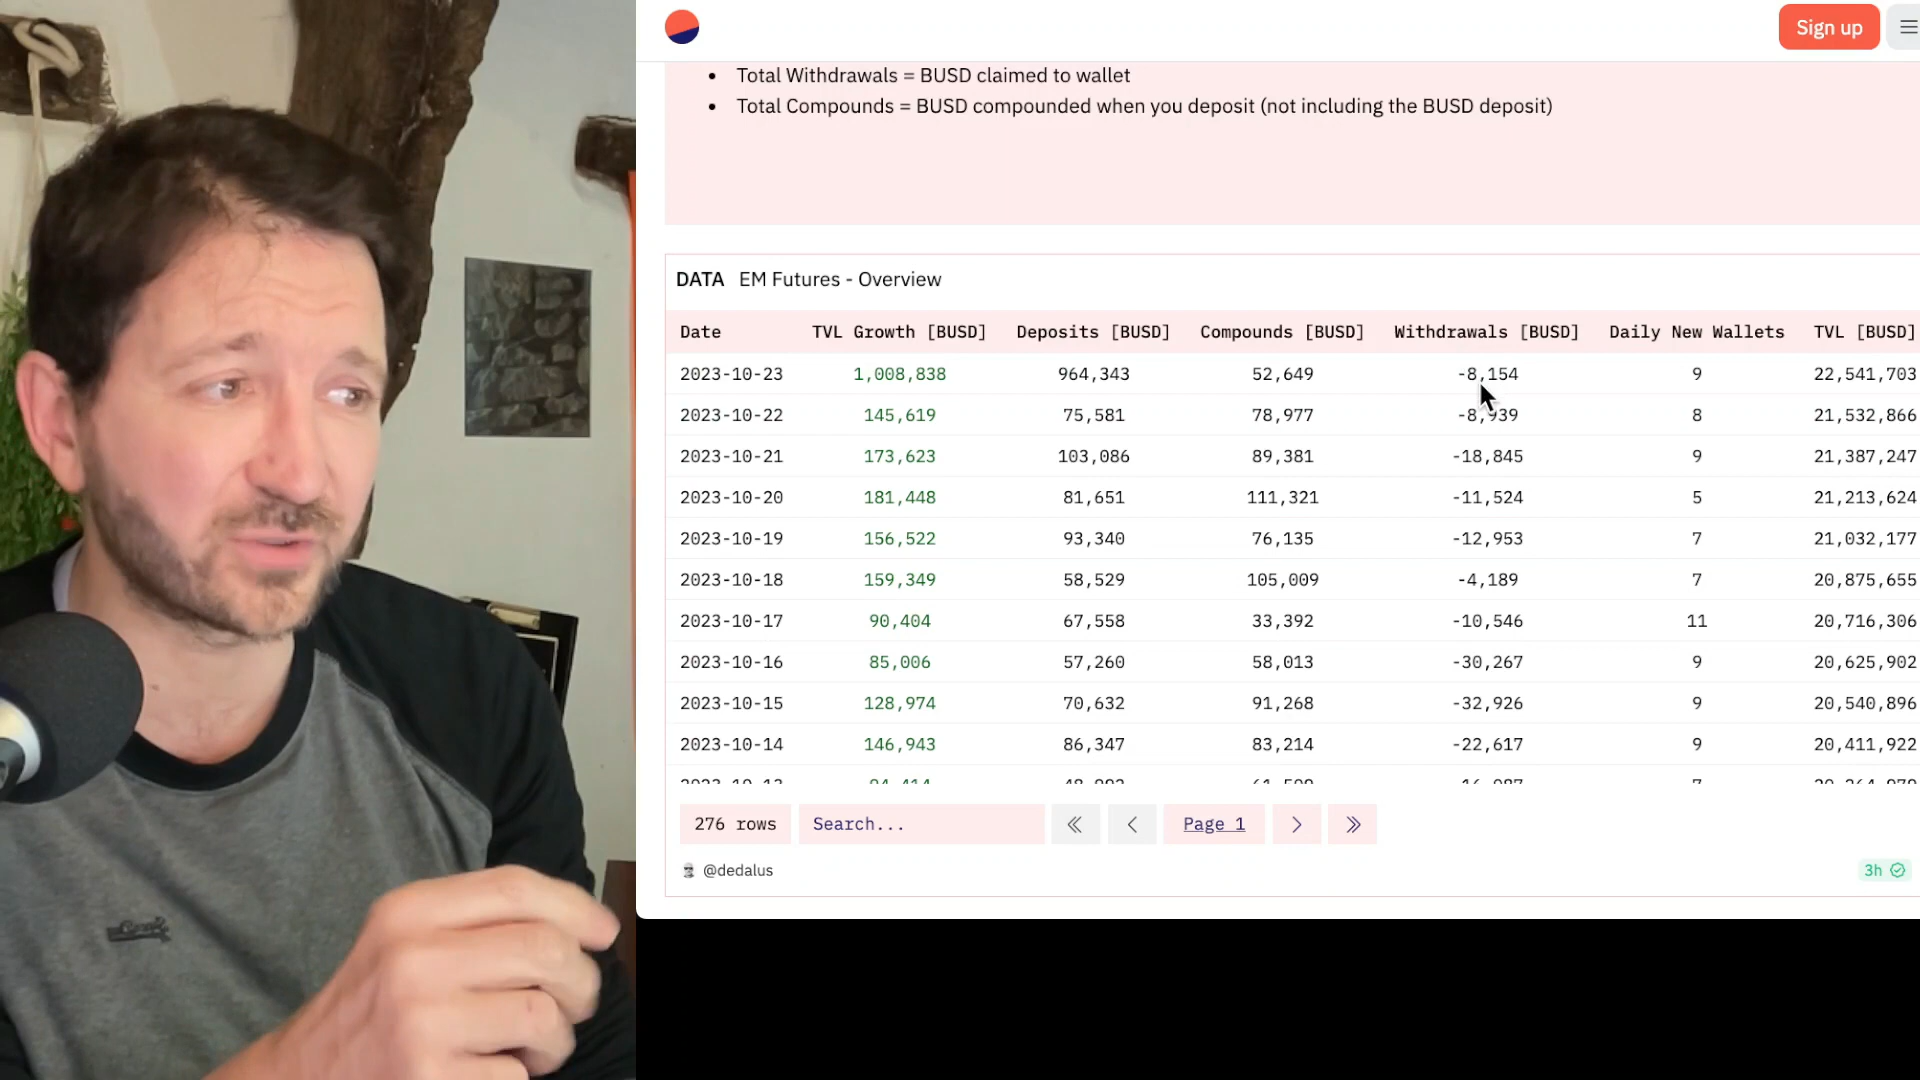 Sign up
Total Withdrawals = BUSD claimed to wallet
Total Compounds = BUSD compounded when you deposit (not including the BUSD deposit)
DATA EM Futures - Overview
Date TVL Growth [BUSD] Deposits [BUSD] Compounds [BUSD] Withdrawals [BUSD] Daily New Wallets TVL [BUSD]
2023-10-23 1,008,838 964,343 52,649 -8,154 9 22,541,703
2023-10-22 145,619 75,581 78,977 -8,939 8 21,532,866
2023-10-21 173,623 103,086 89,381 -18,845 9 21,387,247
2023-10-20 181,448 81,651 111,321 -11,524 5 21,213,624
2023-10-19 156,522 93,340 76,135 -12,953 7 21,032,177
2023-10-18 159,349 58,529 105,009 -4,189 7 20,875,655
2023-10-17 90,404 67,558 33,392 -10,546 11 20,716,306
2023-10-16 85,006 57,260 58,013 -30,267 9 20,625,902
2023-10-15 128,974 70,632 91,268 -32,926 9 20,540,896
2023-10-14 146,943 86,347 83,214 -22,617 9 20,411,922
276 rows Search... Page 1
@dedalus 3h